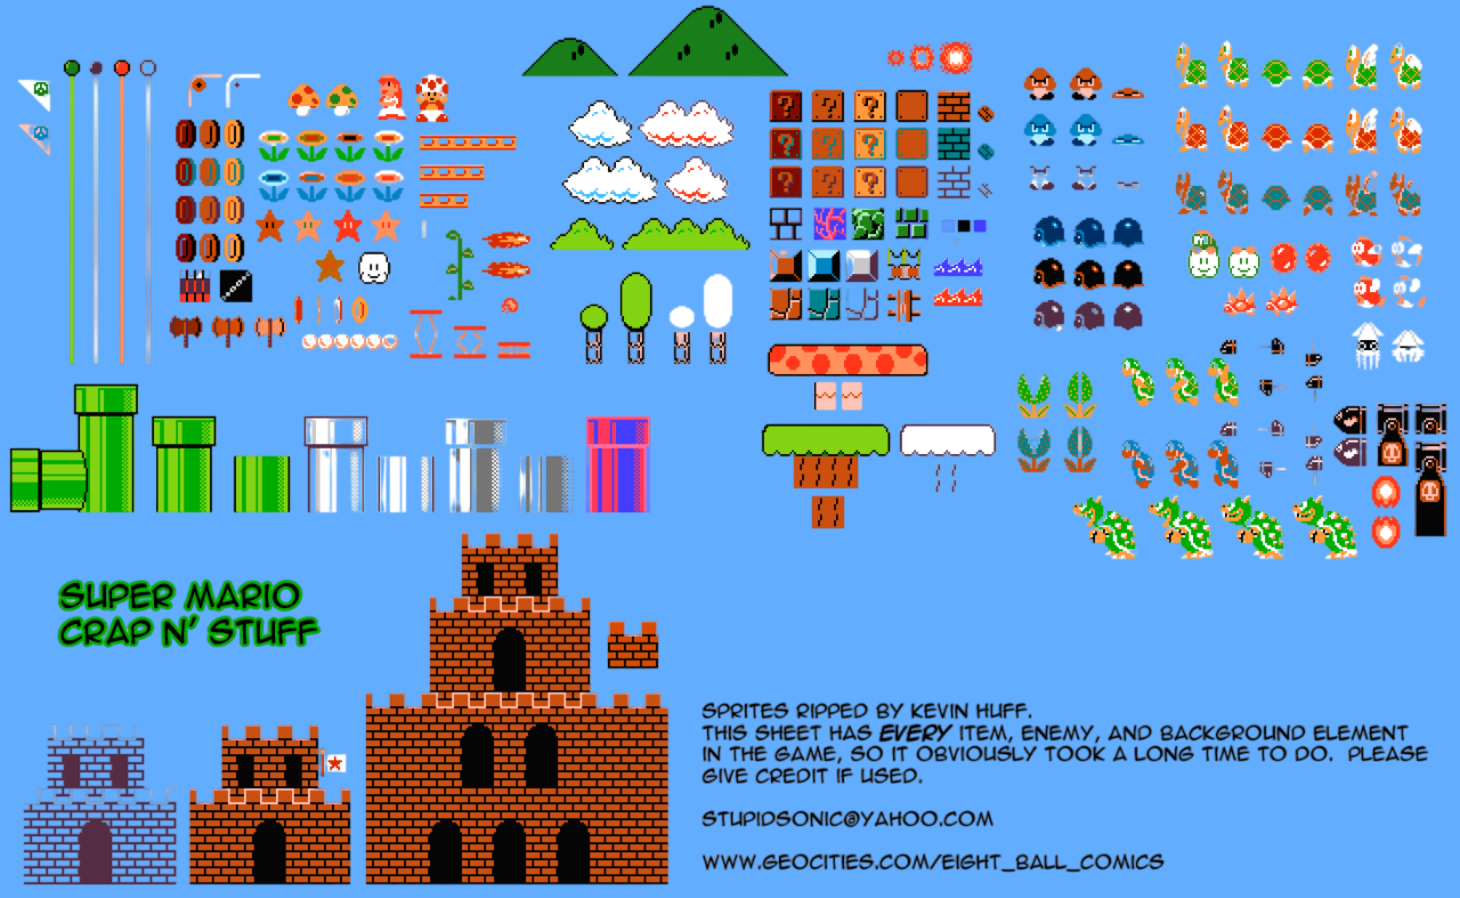 ? ? ?
? ? ?
? ? ?
SUPER MARIO
CRAP N' STUFF
SPRITES RIPPED BY KEVIN HUFF.
THIS SHEET HAS EVERY ITEM, ENEMY, AND BACKGROUND ELEMENT
IN THE GAME, SO IT OBVIOUSLY TOOK A LONG TIME TO DO. PLEASE
GIVE CREDIT IF USED.
STUPIDSONIC@YAHOO.COM
WWW.GEOCITIES.COM/EIGHT_BALL_COMICS